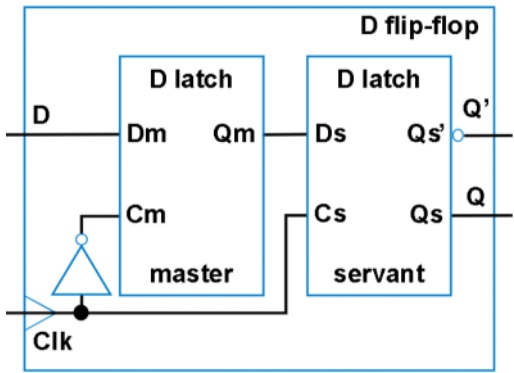 D flip-flop
D latch
D latch
D
Q’
Dm
Qm
Ds
Qs’
Q
Cm
Cs
Qs
master
servant
Clk